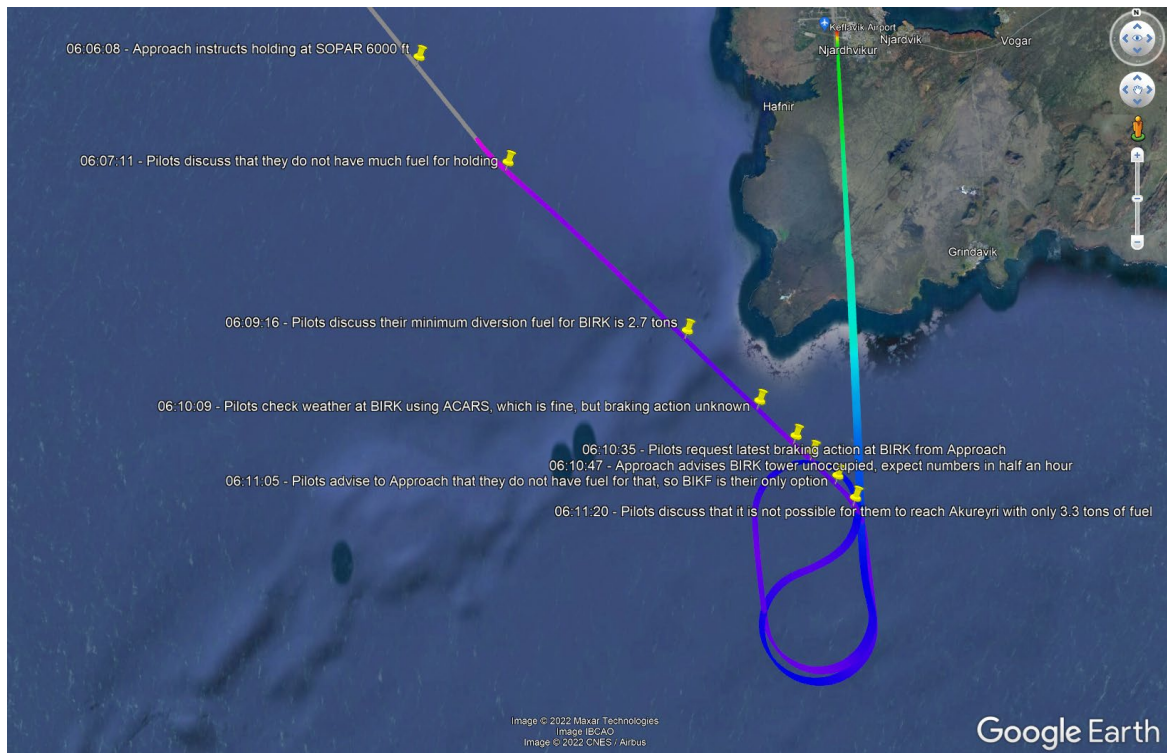 N
Keflavik Airport
Njardvik
Njardhvikur
Vogar
06:06:08 - Approach instructs holding at SOPAR 6000 ft
Hafnir
06:07:11 - Pilots discuss that they do not have much fuel for holding
Grindavik
06:09:16 - Pilots discuss their minimum diversion fuel for BIRK is 2.7 tons
06:10:09 - Pilots check weather at BIRK using ACARS, which is fine, but braking action unknown
06:10:35 - Pilots request latest braking action at BIRK from Approach
06:10:47 - Approach advises BIRK tower unoccupied, expect numbers in half an hour
06:11:05 - Pilots advise to Approach that they do not have fuel for that, so BIKF is their only option
06:11:20 - Pilots discuss that it is not possible for them to reach Akureyri with only 3.3 tons of fuel
Image © 2022 Maxar Technologies
Image IBCAO
Image © 2022 CNES / Airbus
Google Earth